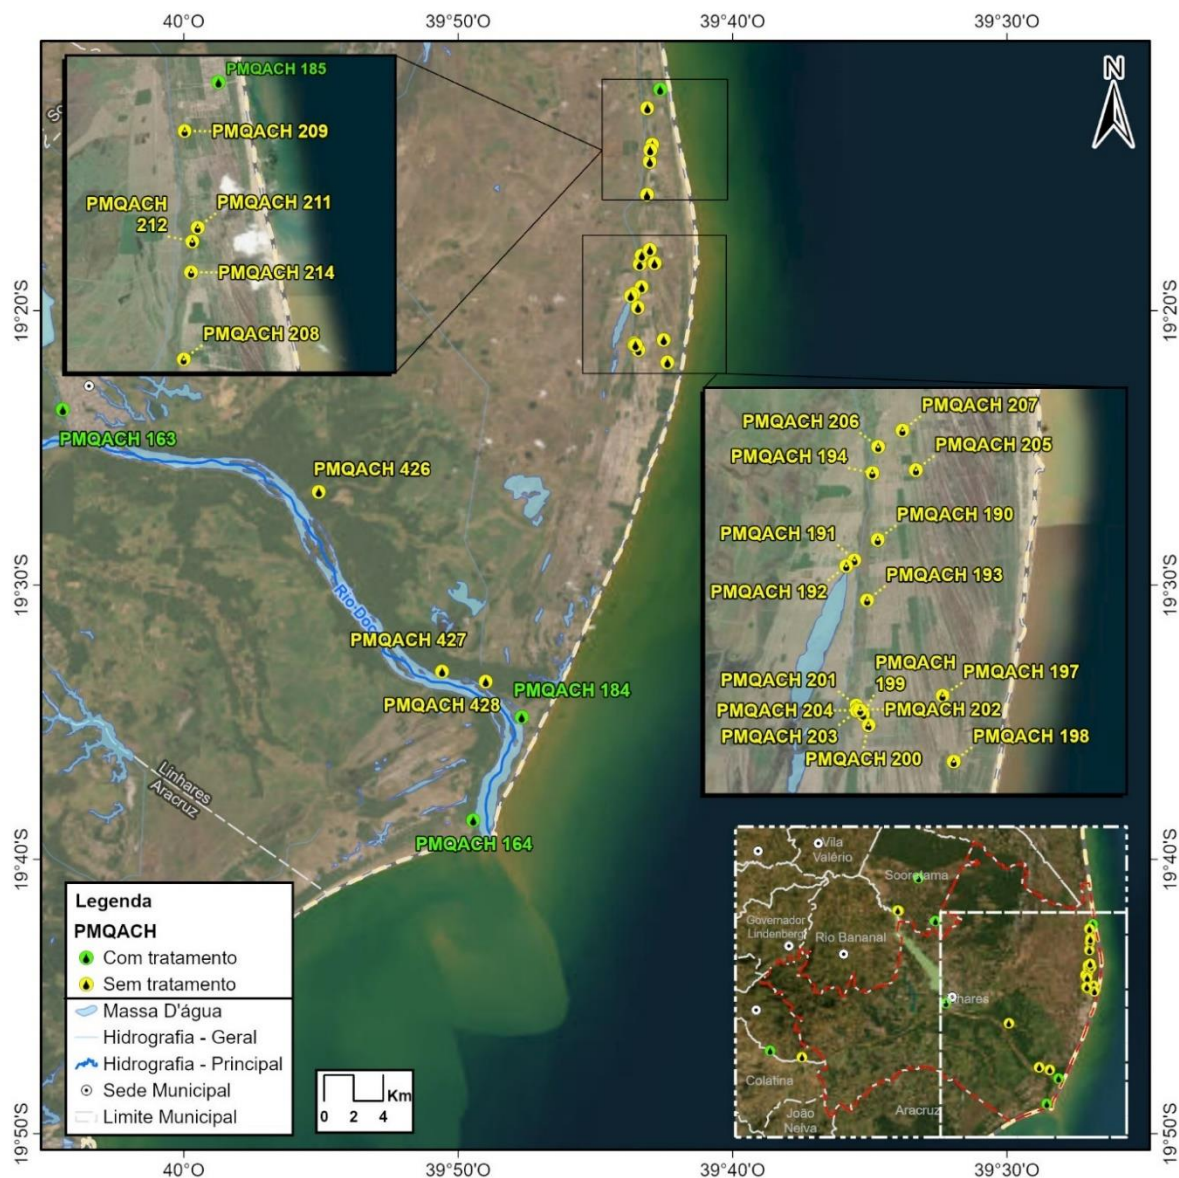 40°O
39°50'O
39°40'O
39°30'O
N
PMQACH 185
PMQACH 209
PMQACH 211
PMQACH
212
PMQACH 214
PMQACH 208
19°20'S
19°20'S
PMQACH 163
PMQACH 426
PMQACH 207
PMQACH 206
PMQACH 205
PMQACH 194
PMQACH 190
PMQACH 191
PMQACH 193
PMQACH 192
19°30'S
19°30'S
PMQACH 427
PMQACH 428
PMQACH 184
PMQACH
199
PMQACH 197
PMQACH 201
PMQACH 204
PMQACH 202
PMQACH 203
PMQACH 200
PMQACH 198
Linhares
Aracruz
PMQACH 164
19°40'S
19°40'S
Vila
Valério
Sooretama
Governador
Lindenberg
Rio Bananal
Colatina
João
Neiva
Aracruz
Legenda
PMQACH
Com tratamento
Sem tratamento
Massa D'água
Hidrografia - Geral
Hidrografia - Principal
Sede Municipal
Limite Municipal
0 2 4 Km
19°50'S
19°50'S
40°O
39°50'O
39°40'O
39°30'O